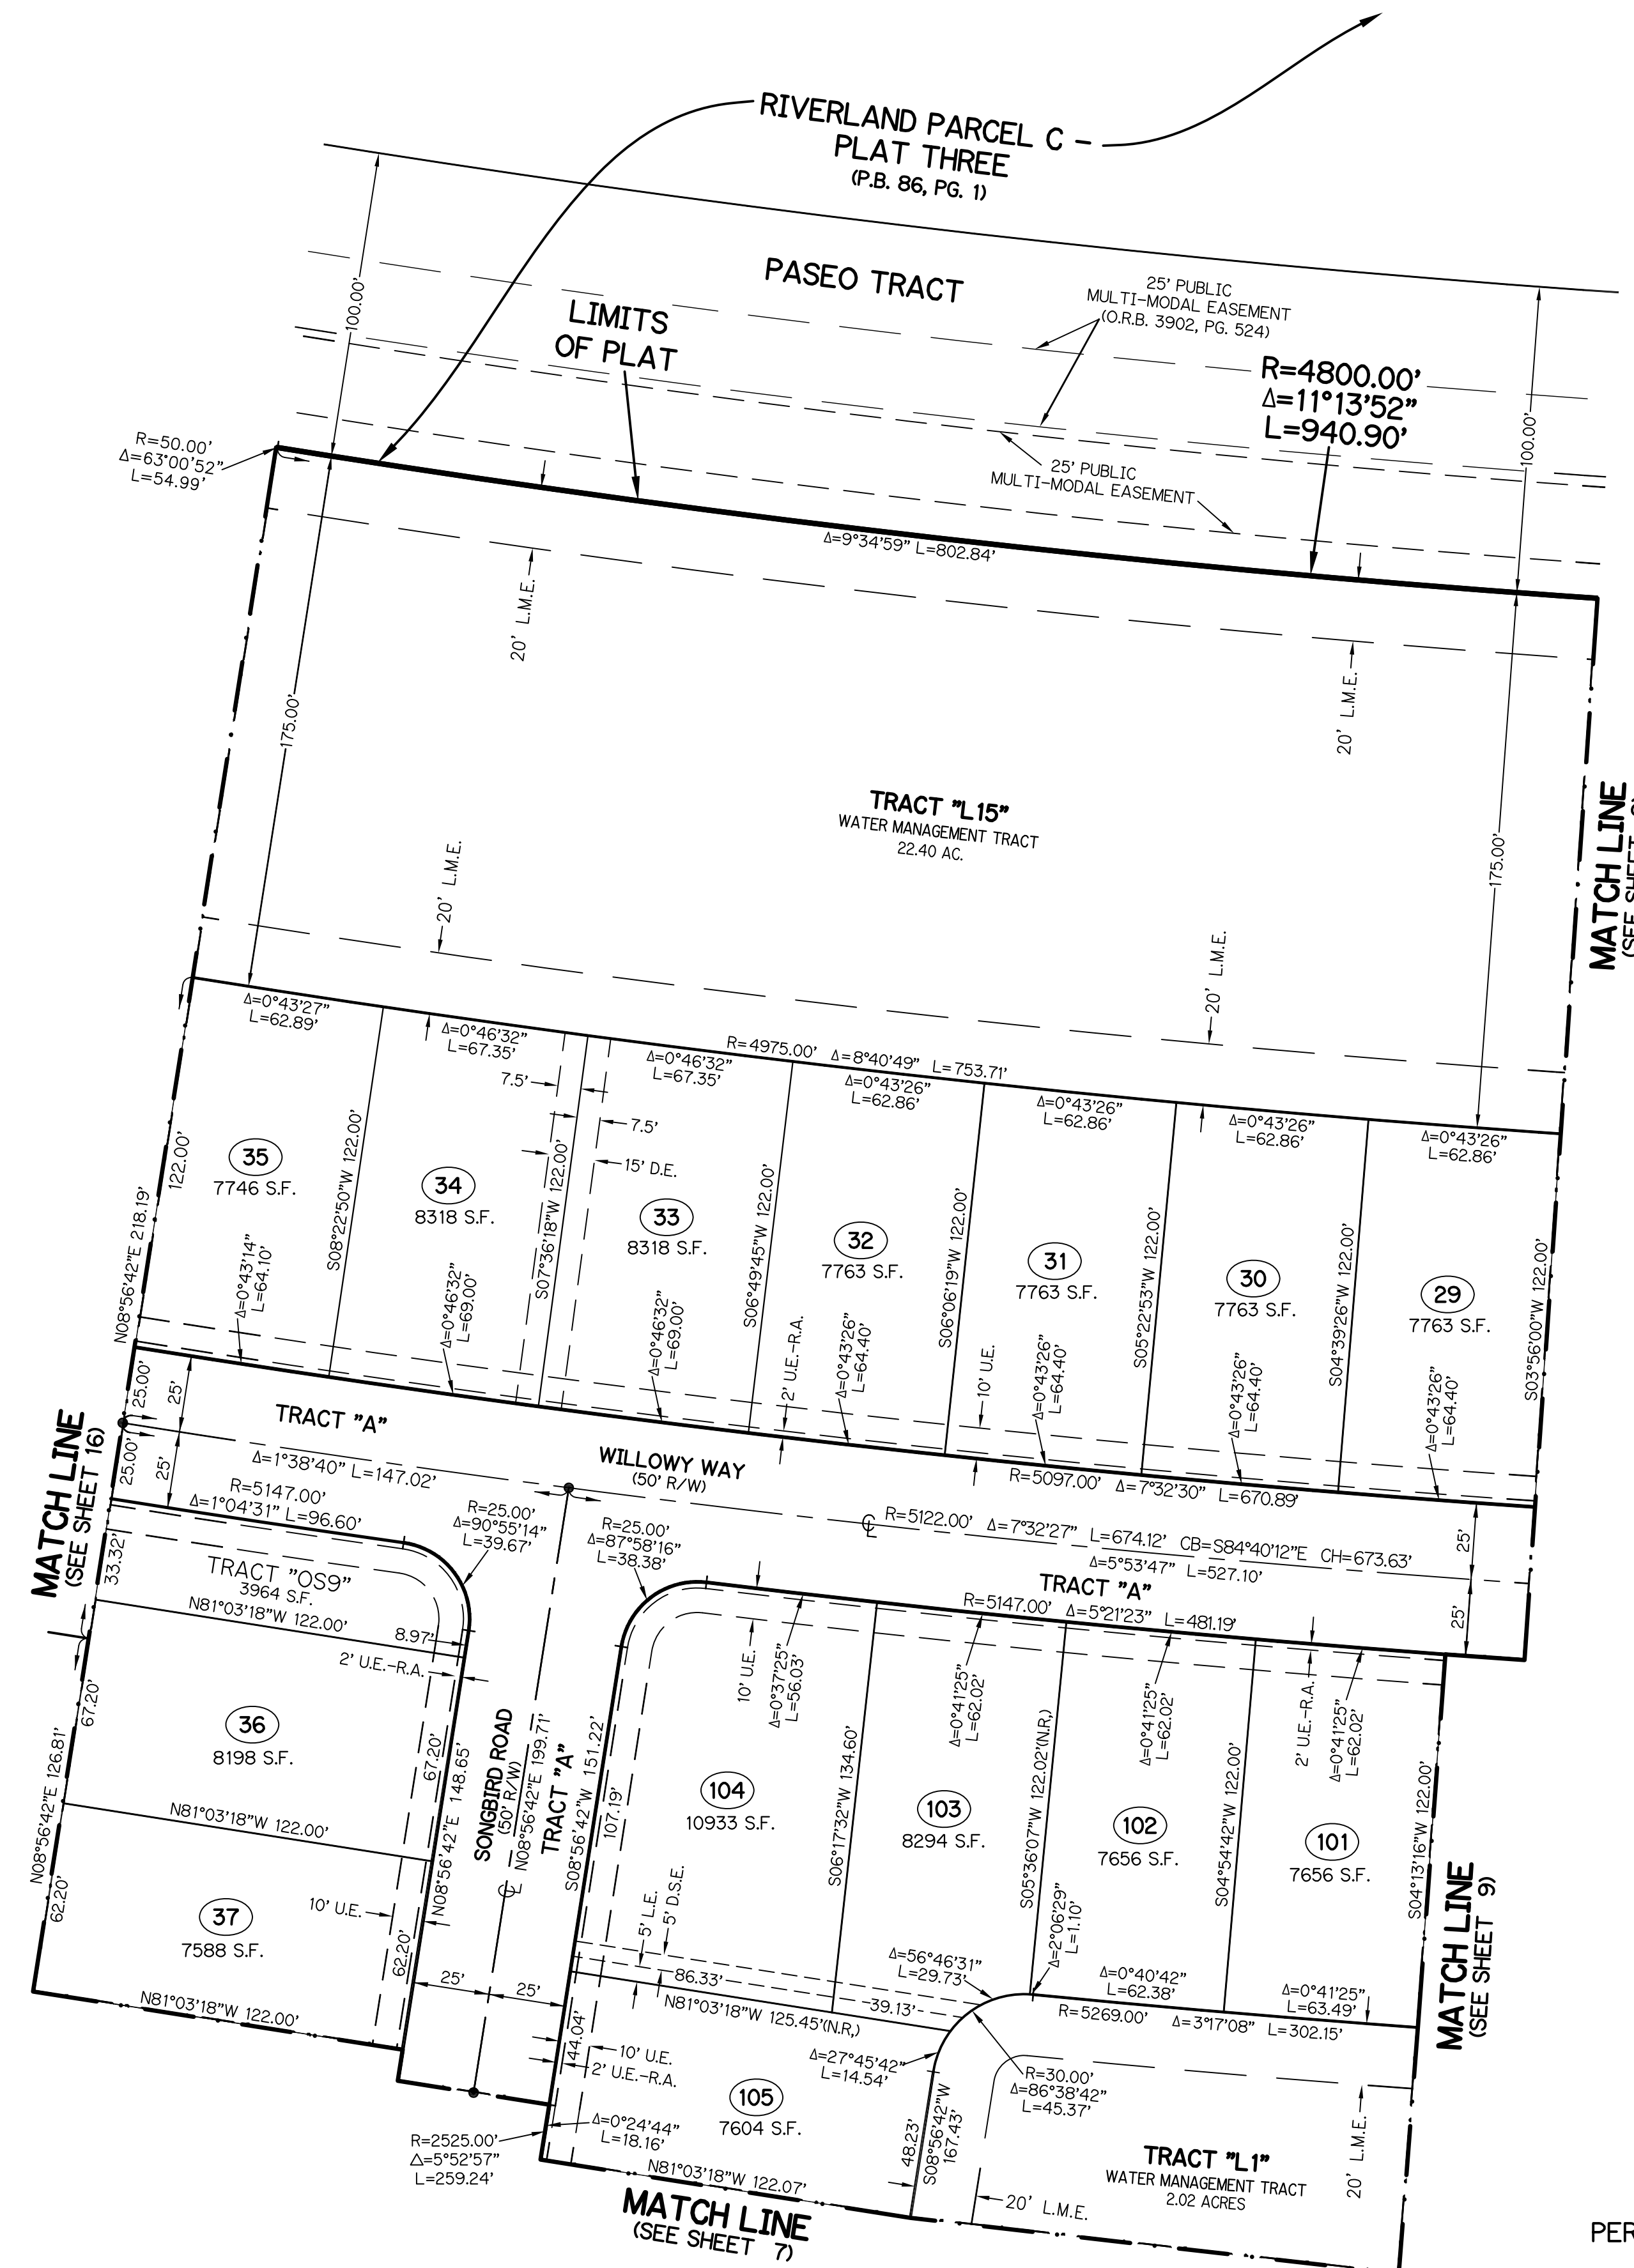 RIVERLAND PARCEL C -
PLAT THREE
(P.B. 86, PG. 1)
PASEO TRACT
25' PUBLIC
MULTI-MODAL EASEMENT
(O.R.B. 3902, PG. 524)
LIMITS
OF PLAT
100.00'
100.00'
R=4800.00'
Δ=11°13'52"
L=940.90'
R=50.00'
Δ=63°00'52"
L=54.99'
25' PUBLIC
MULTI-MODAL EASEMENT
Δ=9°34'59" L=802.84'
20' L.M.E.
20' L.M.E.
175.00'
175.00'
TRACT "L15"
WATER MANAGEMENT TRACT
22.40 AC.
MATCH LINE
20' L.M.E.
20' L.M.E.
Δ=0°43'27"
L=62.89'
Δ=0°46'32"
L=67.35'
Δ=0°46'32"
L=67.35'
R=4975.00' Δ=8°40'49" L=753.71'
Δ=0°43'26"
L=62.86'
Δ=0°43'26"
L=62.86'
Δ=0°43'26"
L=62.86'
Δ=0°43'26"
L=62.86'
7.5'
7.5'
15' D.E.
N08°56'42"E 218.19'
122.00'
35
7746 S.F.
S08°22'50"W 122.00'
34
8318 S.F.
S07°36'18"W 122.00'
33
8318 S.F.
S06°49'45"W 122.00'
32
7763 S.F.
S06°06'19"W 122.00'
31
7763 S.F.
S05°22'53"W 122.00'
30
7763 S.F.
S04°39'26"W 122.00'
29
7763 S.F.
S03°56'00"W 122.00'
Δ=0°43'14"
L=64.10'
Δ=0°46'32"
L=69.00'
Δ=0°46'32"
L=69.00'
2' U.E.-R.A.
Δ=0°43'26"
L=64.40'
10' U.E.
Δ=0°43'26"
L=64.40'
Δ=0°43'26"
L=64.40'
Δ=0°43'26"
L=64.40'
MATCH LINE
(SEE SHEET 16)
25.00'
25'
25.00'
25'
TRACT "A"
Δ=1°38'40" L=147.02'
WILLOWY WAY
(50' R/W)
R=5097.00' Δ=7°32'30" L=670.89'
R=5122.00' Δ=7°32'27" L=674.12' CB=S84°40'12"E CH=673.63'
Δ=5°53'47" L=527.10'
25'
25'
R=5147.00'
Δ=1°04'31" L=96.60'
R=25.00'
Δ=90°55'14"
L=39.67'
R=25.00'
Δ=87°58'16"
L=38.38'
TRACT "A"
R=5147.00' Δ=5°21'23" L=481.19'
33.32'
TRACT "OS9"
3964 S.F.
N81°03'18"W 122.00'
8.97'
2' U.E.-R.A.
67.20'
36
8198 S.F.
67.20'
N08°56'42"E 126.81'
N81°03'18"W 122.00'
N08°56'42"E 148.65'
62.20'
37
7588 S.F.
10' U.E.
62.20'
N81°03'18"W 122.00'
SONGBIRD ROAD
(50' R/W)
N08°56'42"E 199.71'
TRACT "A"
S08°56'42"W 151.22'
107.19'
25'
25'
10' U.E.
Δ=0°37'25"
L=56.03'
Δ=0°41'25"
L=62.02'
Δ=0°41'25"
L=62.02'
2' U.E.-R.A.
Δ=0°41'25"
L=62.02'
104
10933 S.F.
S06°17'32"W 134.60'
103
8294 S.F.
S05°36'07"W 122.02'(N.R,)
102
7656 S.F.
S04°54'42"W 122.00'
101
7656 S.F.
S04°13'16"W 122.00'
MATCH LINE
(SEE SHEET 9)
5' L.E.
5' D.S.E.
86.33'
39.13'
N81°03'18"W 125.45'(N.R,)
Δ=56°46'31"
L=29.73'
Δ=2°06'29"
L=1.10'
Δ=0°40'42"
L=62.38'
Δ=0°41'25"
L=63.49'
R=5269.00' Δ=3°17'08" L=302.15'
44.04'
10' U.E.
2' U.E.-R.A.
Δ=27°45'42"
L=14.54'
R=30.00'
Δ=86°38'42"
L=45.37'
105
7604 S.F.
Δ=0°24'44"
L=18.16'
R=2525.00'
Δ=5°52'57"
L=259.24'
N81°03'18"W 122.07'
48.23'
S08°56'42"W
167.43'
20' L.M.E.
TRACT "L1"
WATER MANAGEMENT TRACT
2.02 ACRES
20' L.M.E.
MATCH LINE
(SEE SHEET 7)